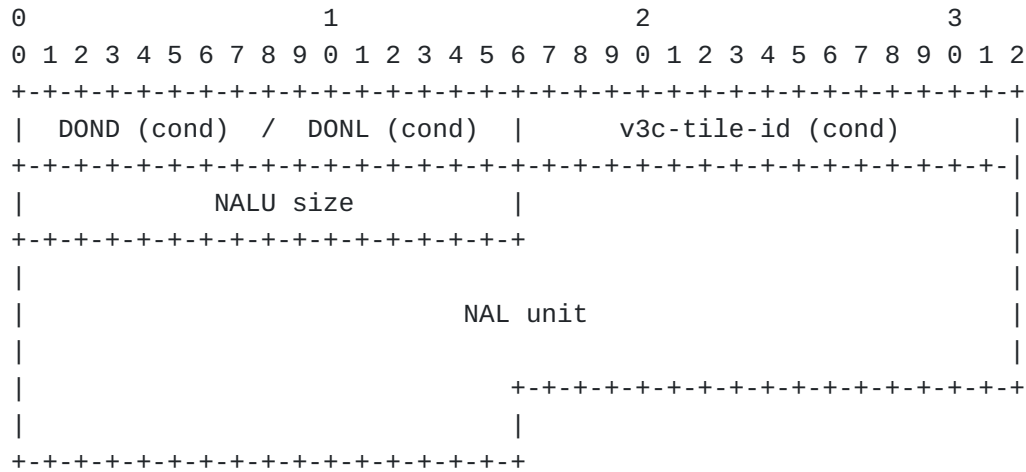 0                   1                   2                   3
0 1 2 3 4 5 6 7 8 9 0 1 2 3 4 5 6 7 8 9 0 1 2 3 4 5 6 7 8 9 0 1 2
+-+-+-+-+-+-+-+-+-+-+-+-+-+-+-+-+-+-+-+-+-+-+-+-+-+-+-+-+-+-+-+-+
|  DOND (cond)  /  DONL (cond)  |      v3c-tile-id (cond)       |
+-+-+-+-+-+-+-+-+-+-+-+-+-+-+-+-+-+-+-+-+-+-+-+-+-+-+-+-+-+-+-+-|
|            NALU size          |                               |
+-+-+-+-+-+-+-+-+-+-+-+-+-+-+-+-+                               |
|                                                               |
|                            NAL unit                           |
|                                                               |
|                               +-+-+-+-+-+-+-+-+-+-+-+-+-+-+-+-+
|                               |
+-+-+-+-+-+-+-+-+-+-+-+-+-+-+-+-+